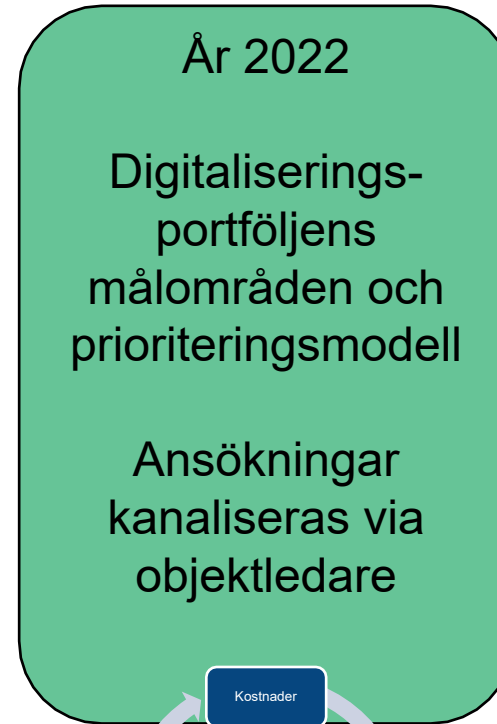 År 2022
Digitaliserings-
portföljens
målområden och
prioriteringsmodell
Ansökningar
kanaliseras via
objektledare
Kostnader